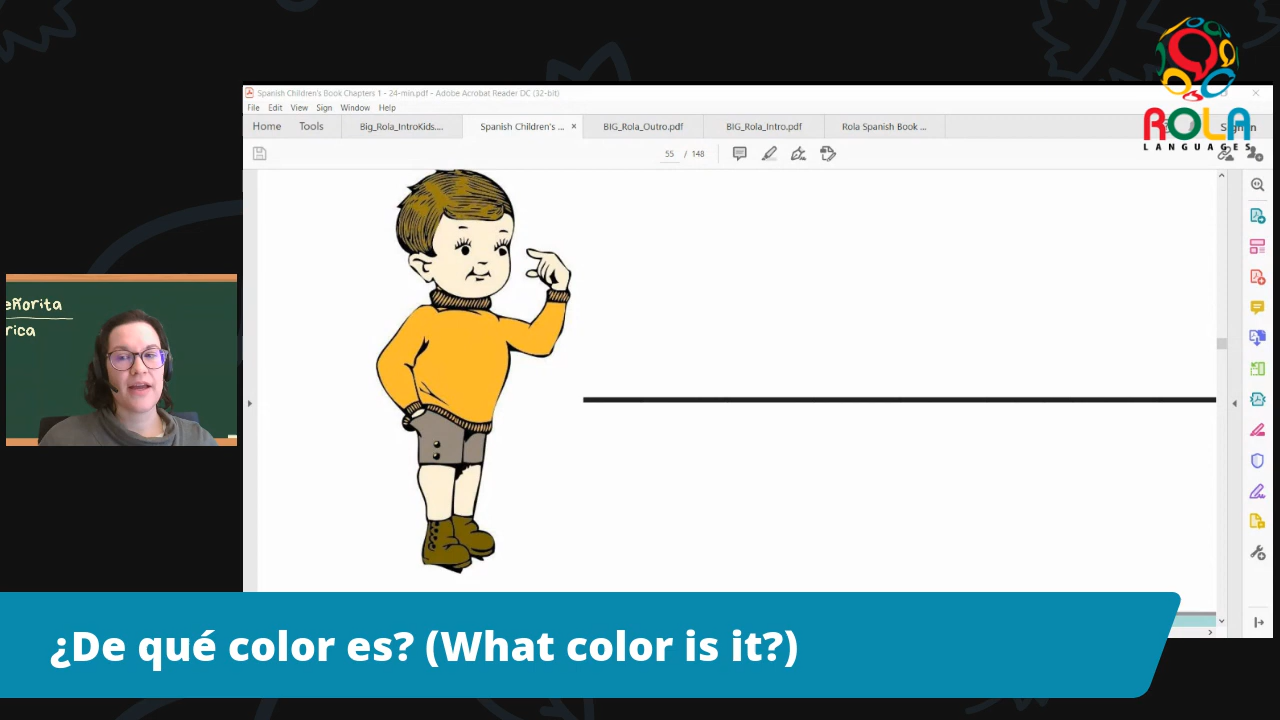 ROLA
LANGUAGES
Spanish Children's Book Chapters 1 - 24-min.pdf - Adobe Acrobat Reader DC (32-bit)
File Edit View Sign Window Help
Home Tools Big_Rola_IntroKids.... Spanish Children's ... × BIG_Rola_Outro.pdf BIG_Rola_Intro.pdf Rola Spanish Book ...
55 / 148
eñorita
rica
¿De qué color es? (What color is it?)